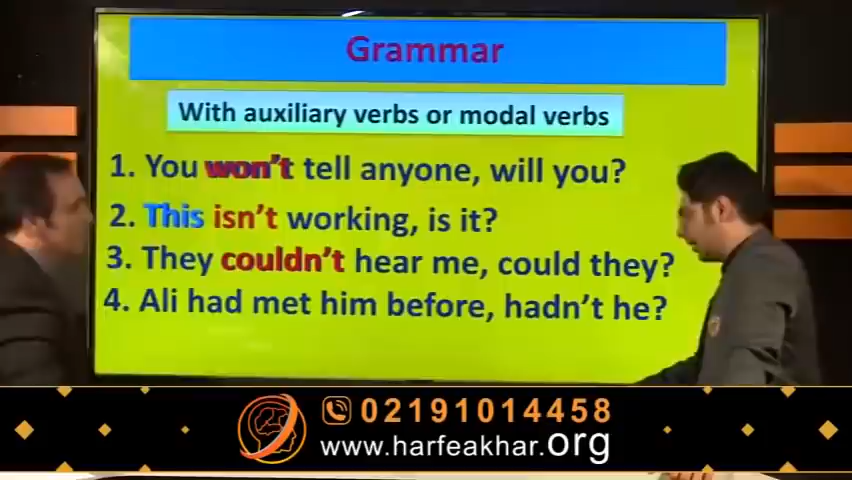 Grammar
With auxiliary verbs or modal verbs
1. You won't tell anyone, will you?
2. This isn't working, is it?
3. They couldn't hear me, could they?
4. Ali had met him before, hadn't he?
02191014458
www.harfeakhar.org